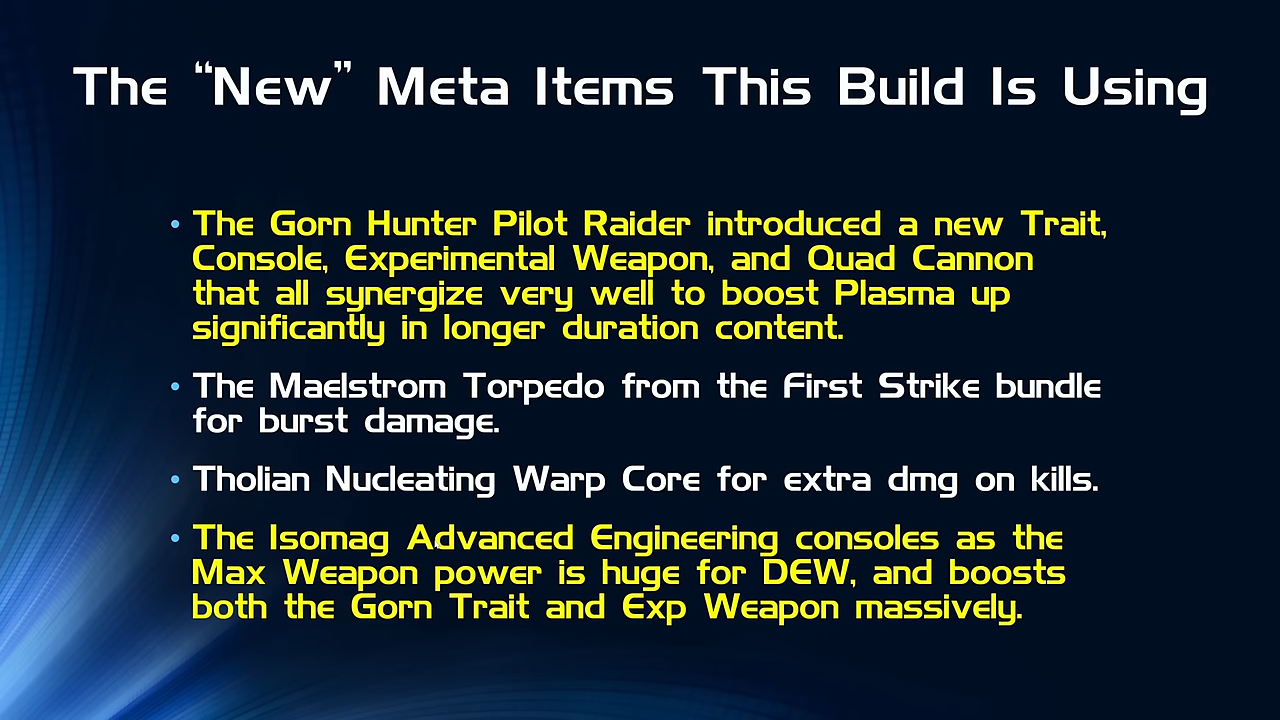 The “New” Meta Items This Build Is Using
• The Gorn Hunter Pilot Raider introduced a new Trait,
Console, Experimental Weapon, and Quad Cannon
that all synergize very well to boost Plasma up
significantly in longer duration content.
• The Maelstrom Torpedo from the First Strike bundle
for burst damage.
• Tholian Nucleating Warp Core for extra dmg on kills.
• The Isomag Advanced Engineering consoles as the
Max Weapon power is huge for DEW, and boosts
both the Gorn Trait and Exp Weapon massively.